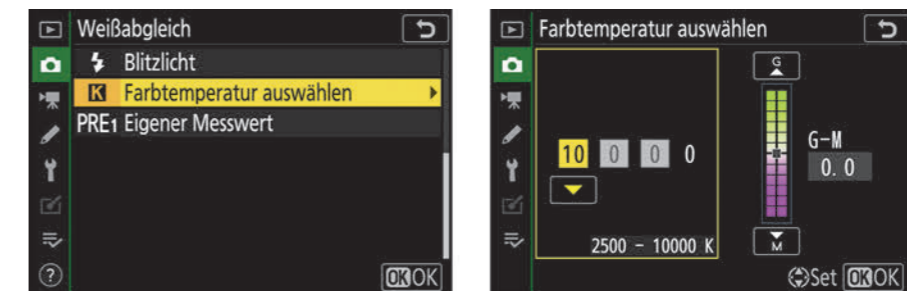 Weißabgleich
Blitzlicht
K Farbtemperatur auswählen
PRE1 Eigener Messwert
? OK OK
Farbtemperatur auswählen
G
10 0 0 0
G-M
0. 0
2500 - 10000 K
M
Set OK OK